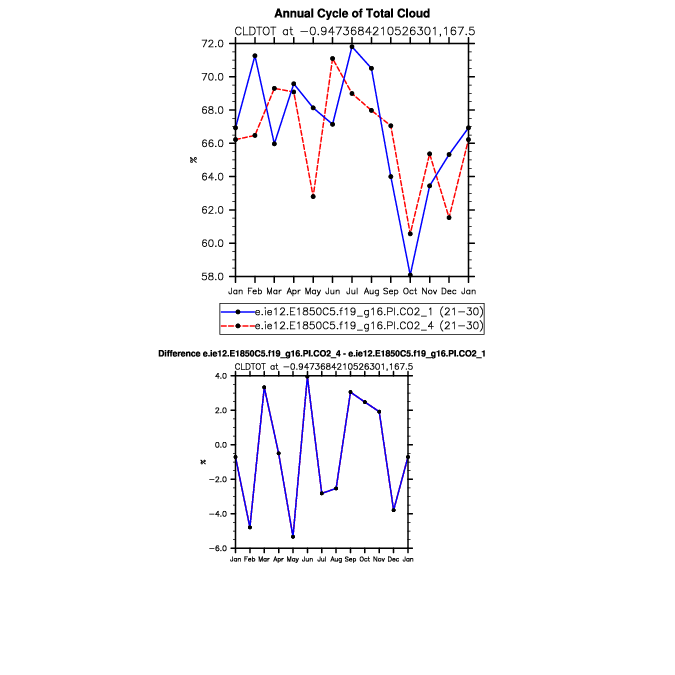 Annual Cycle of Total Cloud
CLDTOT at −0.9473684210526301,167.5
72.0
70.0
68.0
66.0
64.0
62.0
60.0
58.0
%
Jan Feb Mar Apr May Jun Jul Aug Sep Oct Nov Dec Jan
e.ie12.E1850C5.f19_g16.PI.CO2_1 (21−30)
e.ie12.E1850C5.f19_g16.PI.CO2_4 (21−30)
Difference e.ie12.E1850C5.f19_g16.PI.CO2_4 - e.ie12.E1850C5.f19_g16.PI.CO2_1
CLDTOT at −0.9473684210526301,167.5
4.0
2.0
0.0
−2.0
−4.0
−6.0
%
Jan Feb Mar Apr May Jun Jul Aug Sep Oct Nov Dec Jan